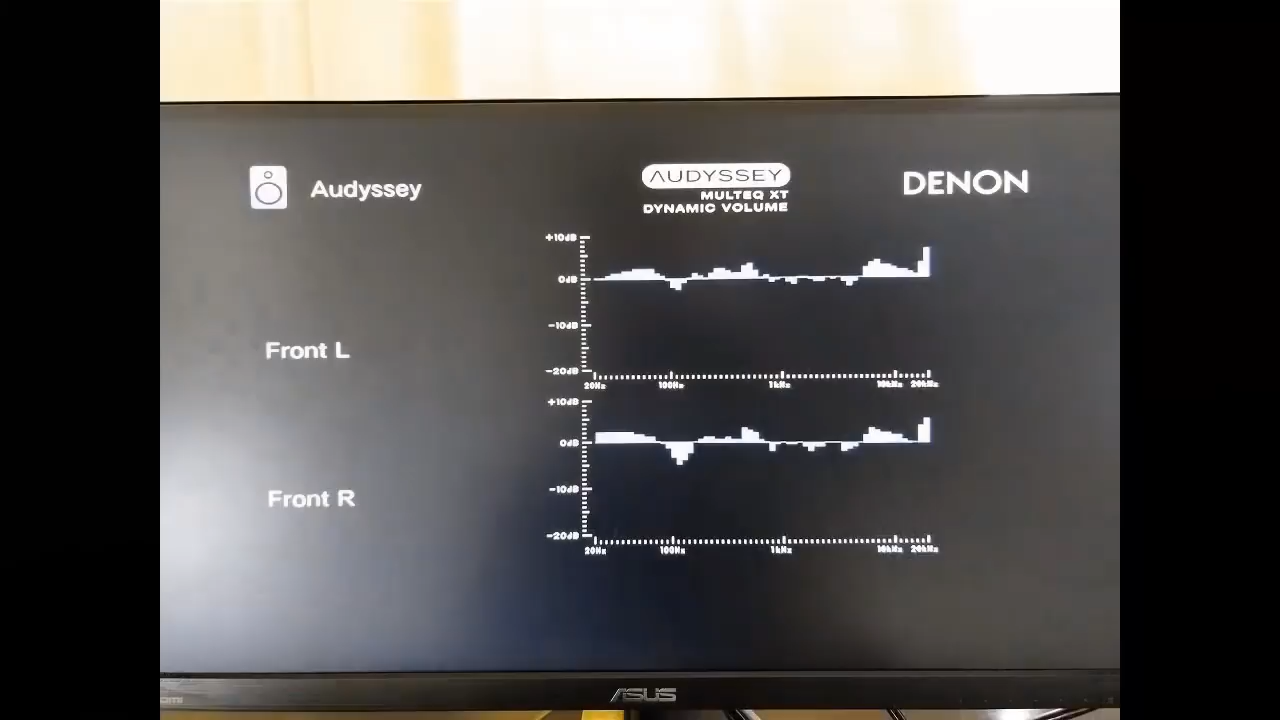 Audyssey
AUDYSSEY
MULTEQ XT
DYNAMIC VOLUME
DENON
Front L
+10dB
0dB
-10dB
-20dB
20Hz 100Hz 1kHz 10kHz 20kHz
Front R
+10dB
0dB
-10dB
-20dB
20Hz 100Hz 1kHz 10kHz 20kHz
ASUS